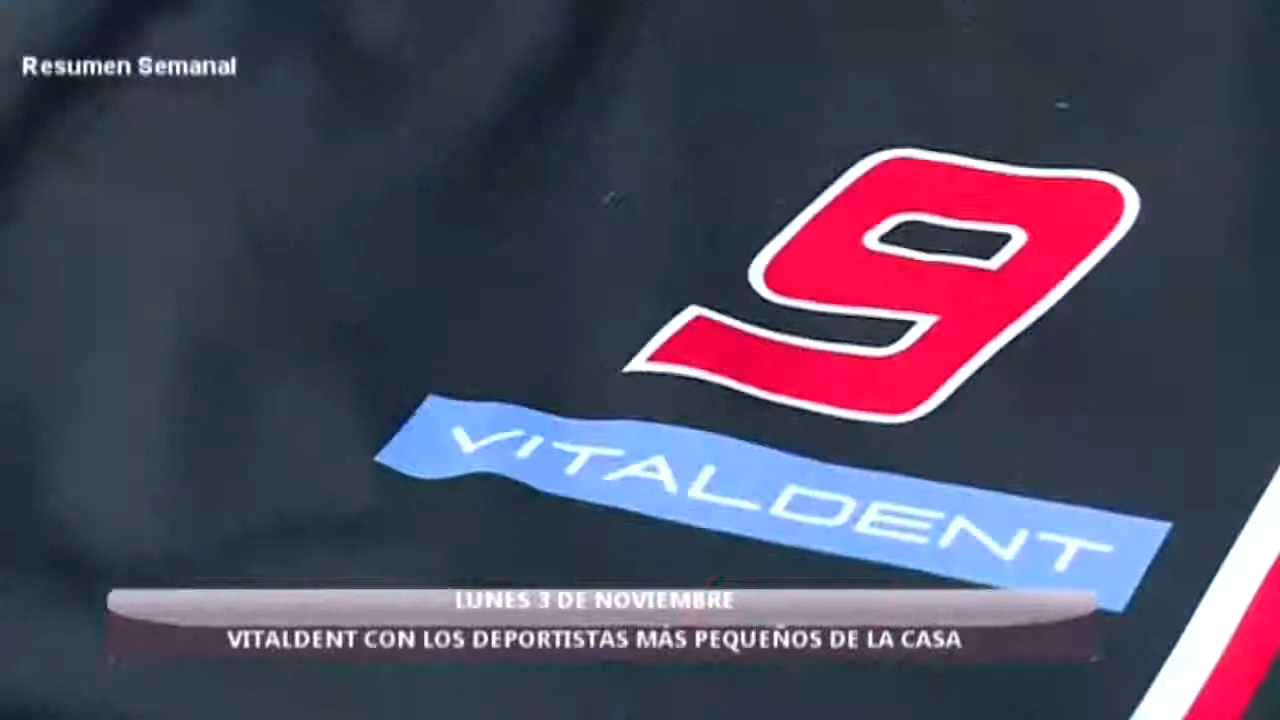 Resumen Semanal
9
VITALDENT
LUNES 3 DE NOVIEMBRE
VITALDENT CON LOS DEPORTISTAS MÁS PEQUEÑOS DE LA CASA